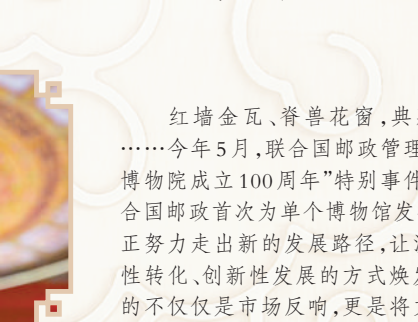 红墙金瓦、脊兽花窗,典
……今年5月,联合国邮政管理
博物院成立100周年”特别事件
合国邮政首次为单个博物馆发
正努力走出新的发展路径,让
性转化、创新性发展的方式焕发
的不仅仅是市场反响,更是将